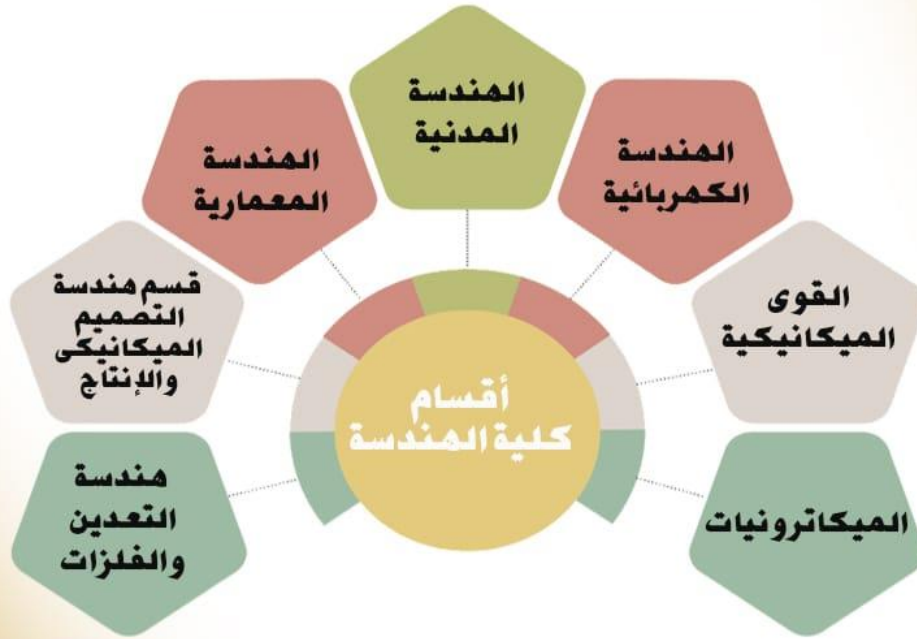 الهندسة
المدنية
الهندسة
الكهربائية
الهندسة
المعمارية
القوى
الميكانيكية
قسم هندسة
التصميم
الميكانيكى
والإنتاج
أقسام
كلية الهندسة
الميكاترونيات
هندسة
التعدين
والفلزات